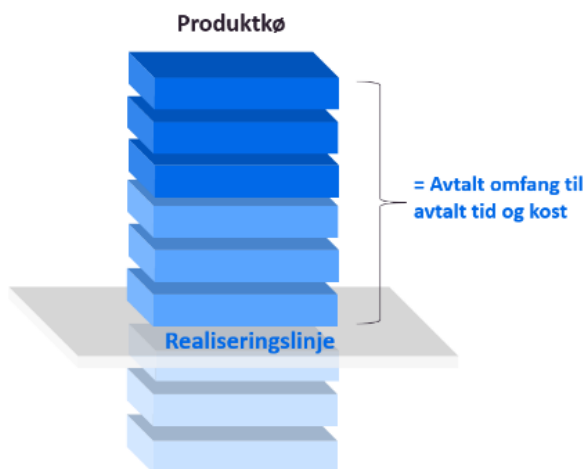 Produktkø
= Avtalt omfang til
avtalt tid og kost
Realiseringslinje